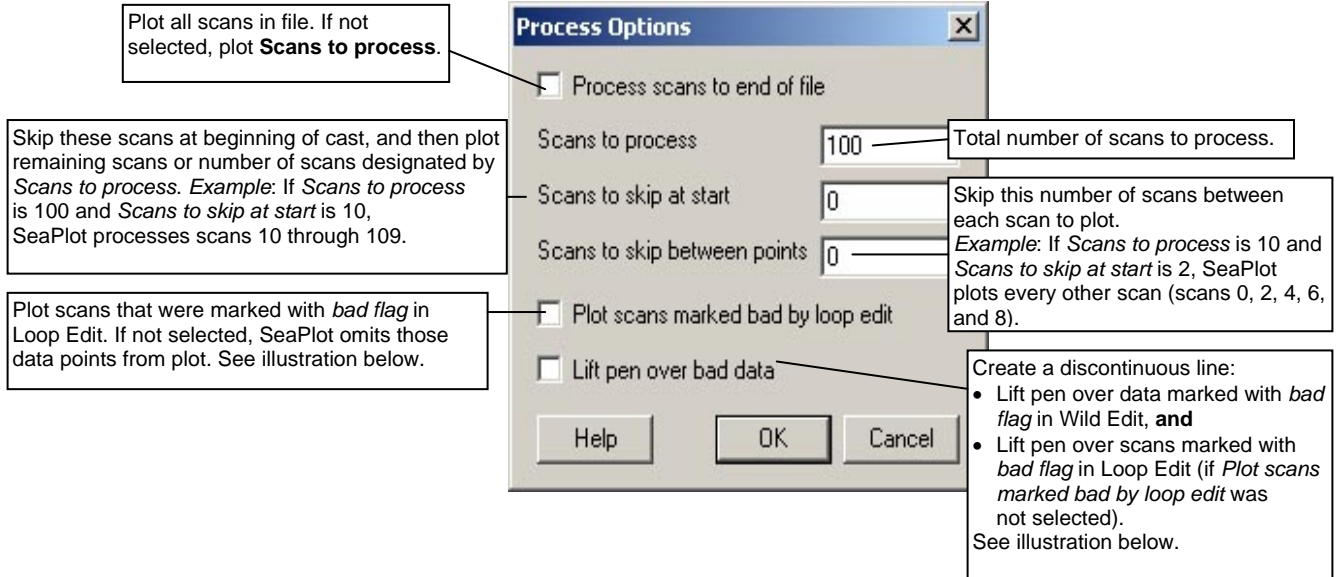 Plot all scans in file. If not
selected, plot Scans to process.
Process Options
Process scans to end of file
Skip these scans at beginning of cast, and then plot
remaining scans or number of scans designated by
Scans to process. Example: If Scans to process
is 100 and Scans to skip at start is 10,
SeaPlot processes scans 10 through 109.
Scans to process
100
Total number of scans to process.
Scans to skip at start
0
Scans to skip between points
0
Skip this number of scans between
each scan to plot.
Example: If Scans to process is 10 and
Scans to skip at start is 2, SeaPlot
plots every other scan (scans 0, 2, 4, 6,
and 8).
Plot scans that were marked with bad flag in
Loop Edit. If not selected, SeaPlot omits those
data points from plot. See illustration below.
Plot scans marked bad by loop edit
Lift pen over bad data
Create a discontinuous line:
• Lift pen over data marked with bad
flag in Wild Edit, and
• Lift pen over scans marked with
bad flag in Loop Edit (if Plot scans
marked bad by loop edit was
not selected).
See illustration below.
Help
OK
Cancel